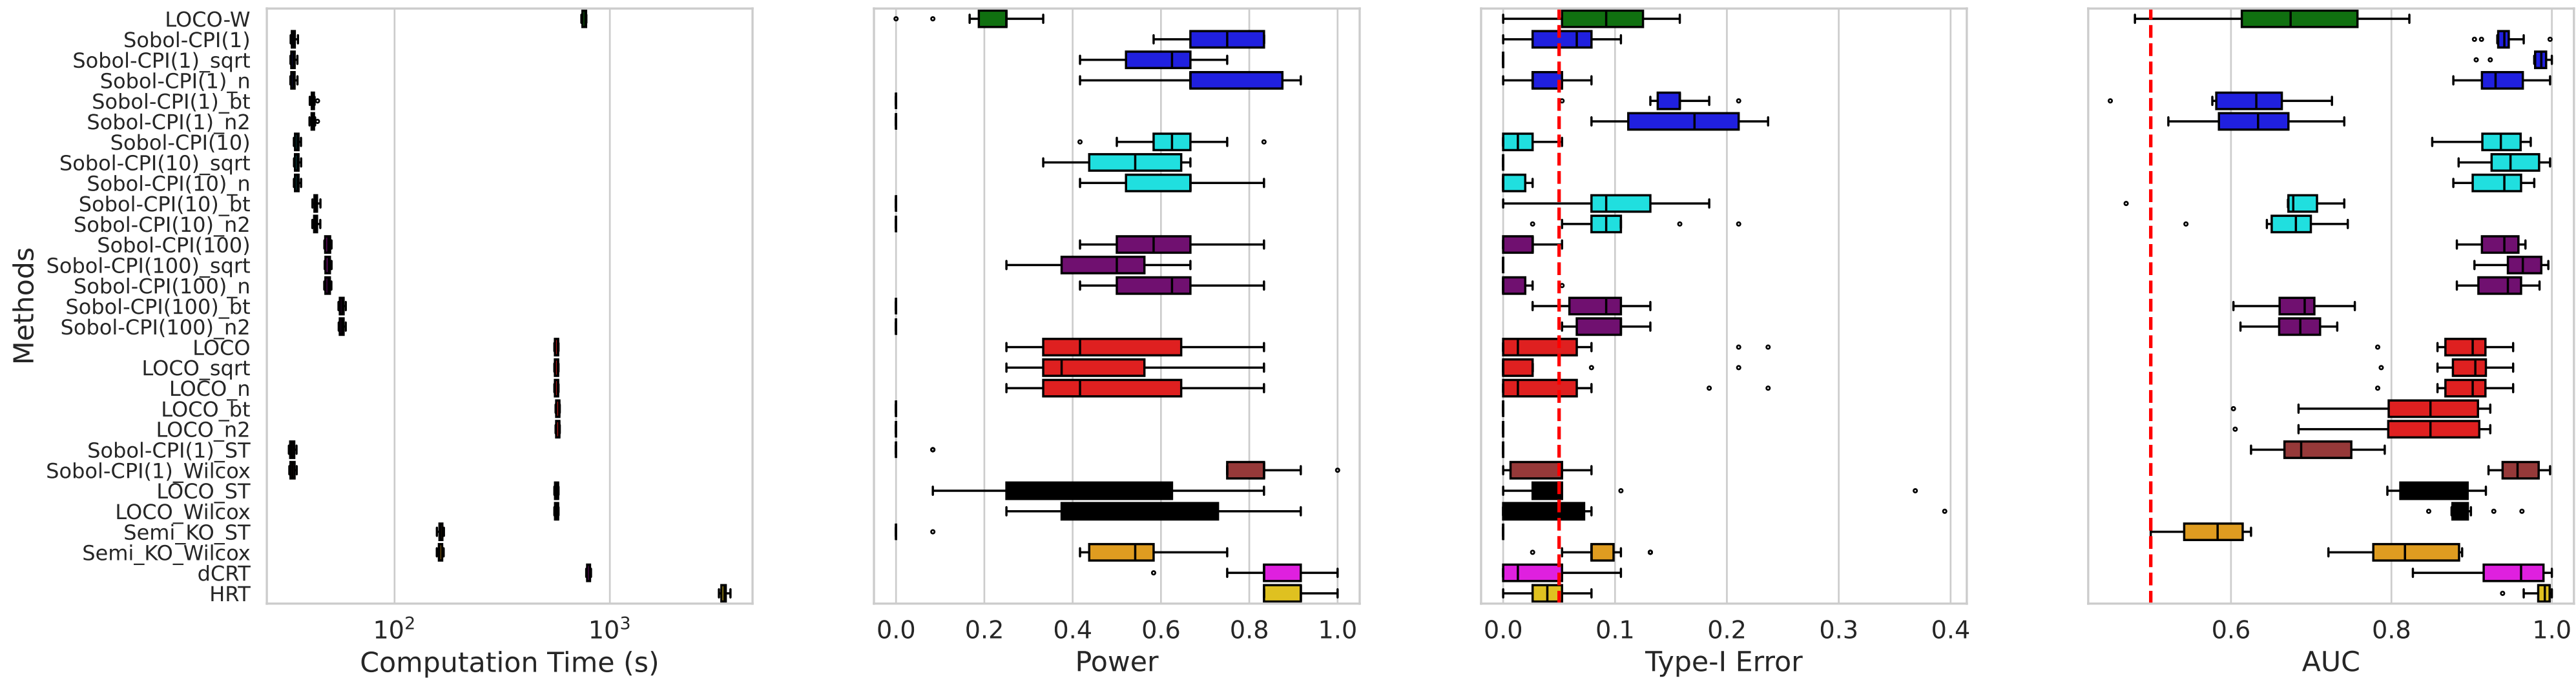 Methods
LOCO-W
Sobol-CPI(1)
Sobol-CPI(1)_sqrt
Sobol-CPI(1)_n
Sobol-CPI(1)_bt
Sobol-CPI(1)_n2
Sobol-CPI(10)
Sobol-CPI(10)_sqrt
Sobol-CPI(10)_n
Sobol-CPI(10)_bt
Sobol-CPI(10)_n2
Sobol-CPI(100)
Sobol-CPI(100)_sqrt
Sobol-CPI(100)_n
Sobol-CPI(100)_bt
Sobol-CPI(100)_n2
LOCO
LOCO_sqrt
LOCO_n
LOCO_bt
LOCO_n2
Sobol-CPI(1)_ST
Sobol-CPI(1)_Wilcox
LOCO_ST
LOCO_Wilcox
Semi_KO_ST
Semi_KO_Wilcox
dCRT
HRT
10² 10³
Computation Time (s)
0.0 0.2 0.4 0.6 0.8 1.0
Power
0.0 0.1 0.2 0.3 0.4
Type-I Error
0.6 0.8 1.0
AUC